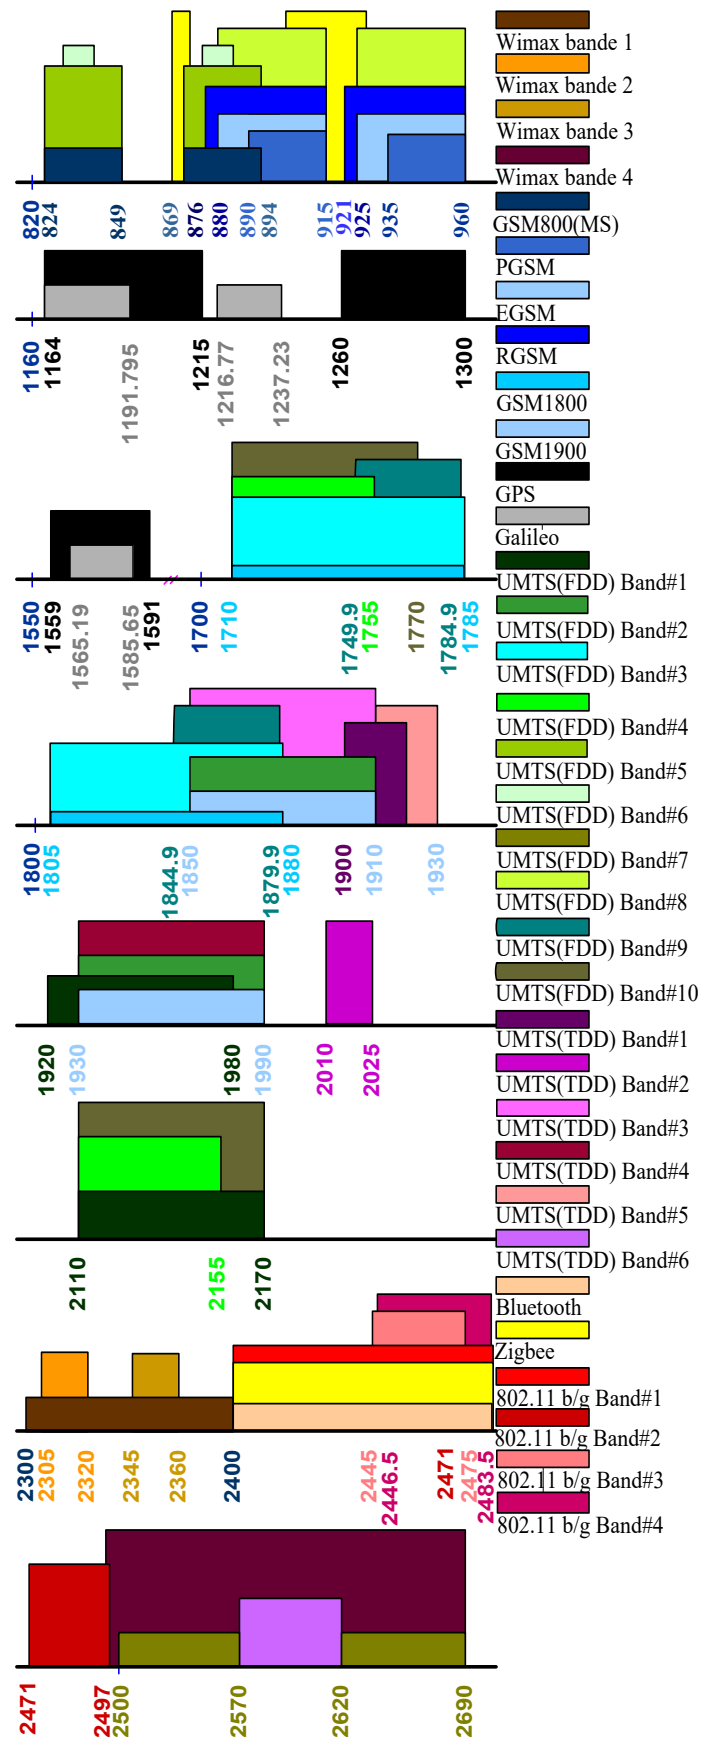 Wimax bande 1
Wimax bande 2
Wimax bande 3
Wimax bande 4
GSM800(MS)
PGSM
EGSM
RGSM
GSM1800
GSM1900
GPS
Galiléo
UMTS(FDD) Band#1
UMTS(FDD) Band#2
UMTS(FDD) Band#3
UMTS(FDD) Band#4
UMTS(FDD) Band#5
UMTS(FDD) Band#6
UMTS(FDD) Band#7
UMTS(FDD) Band#8
UMTS(FDD) Band#9
UMTS(FDD) Band#10
UMTS(TDD) Band#1
UMTS(TDD) Band#2
UMTS(TDD) Band#3
UMTS(TDD) Band#4
UMTS(TDD) Band#5
UMTS(TDD) Band#6
Bluetooth
Zigbee
802.11 b/g Band#1
802.11 b/g Band#2
802.11 b/g Band#3
802.11 b/g Band#4
820 824 849 869 876 880 890 894 915 921 925 935 960
1160 1164 1191.795 1215 1216.77 1237.23 1260 1300
1550 1559 1565.19 1585.65 1591 1700 1710 1749.9 1755 1770 1784.9 1785
1800 1805 1844.9 1850 1879.9 1880 1900 1910 1930
1920 1930 1980 1990 2010 2025
2110 2155 2170
2300 2305 2320 2345 2360 2400 2445 2446.5 2471 2475 2483.5
2471 2497 2500 2570 2620 2690